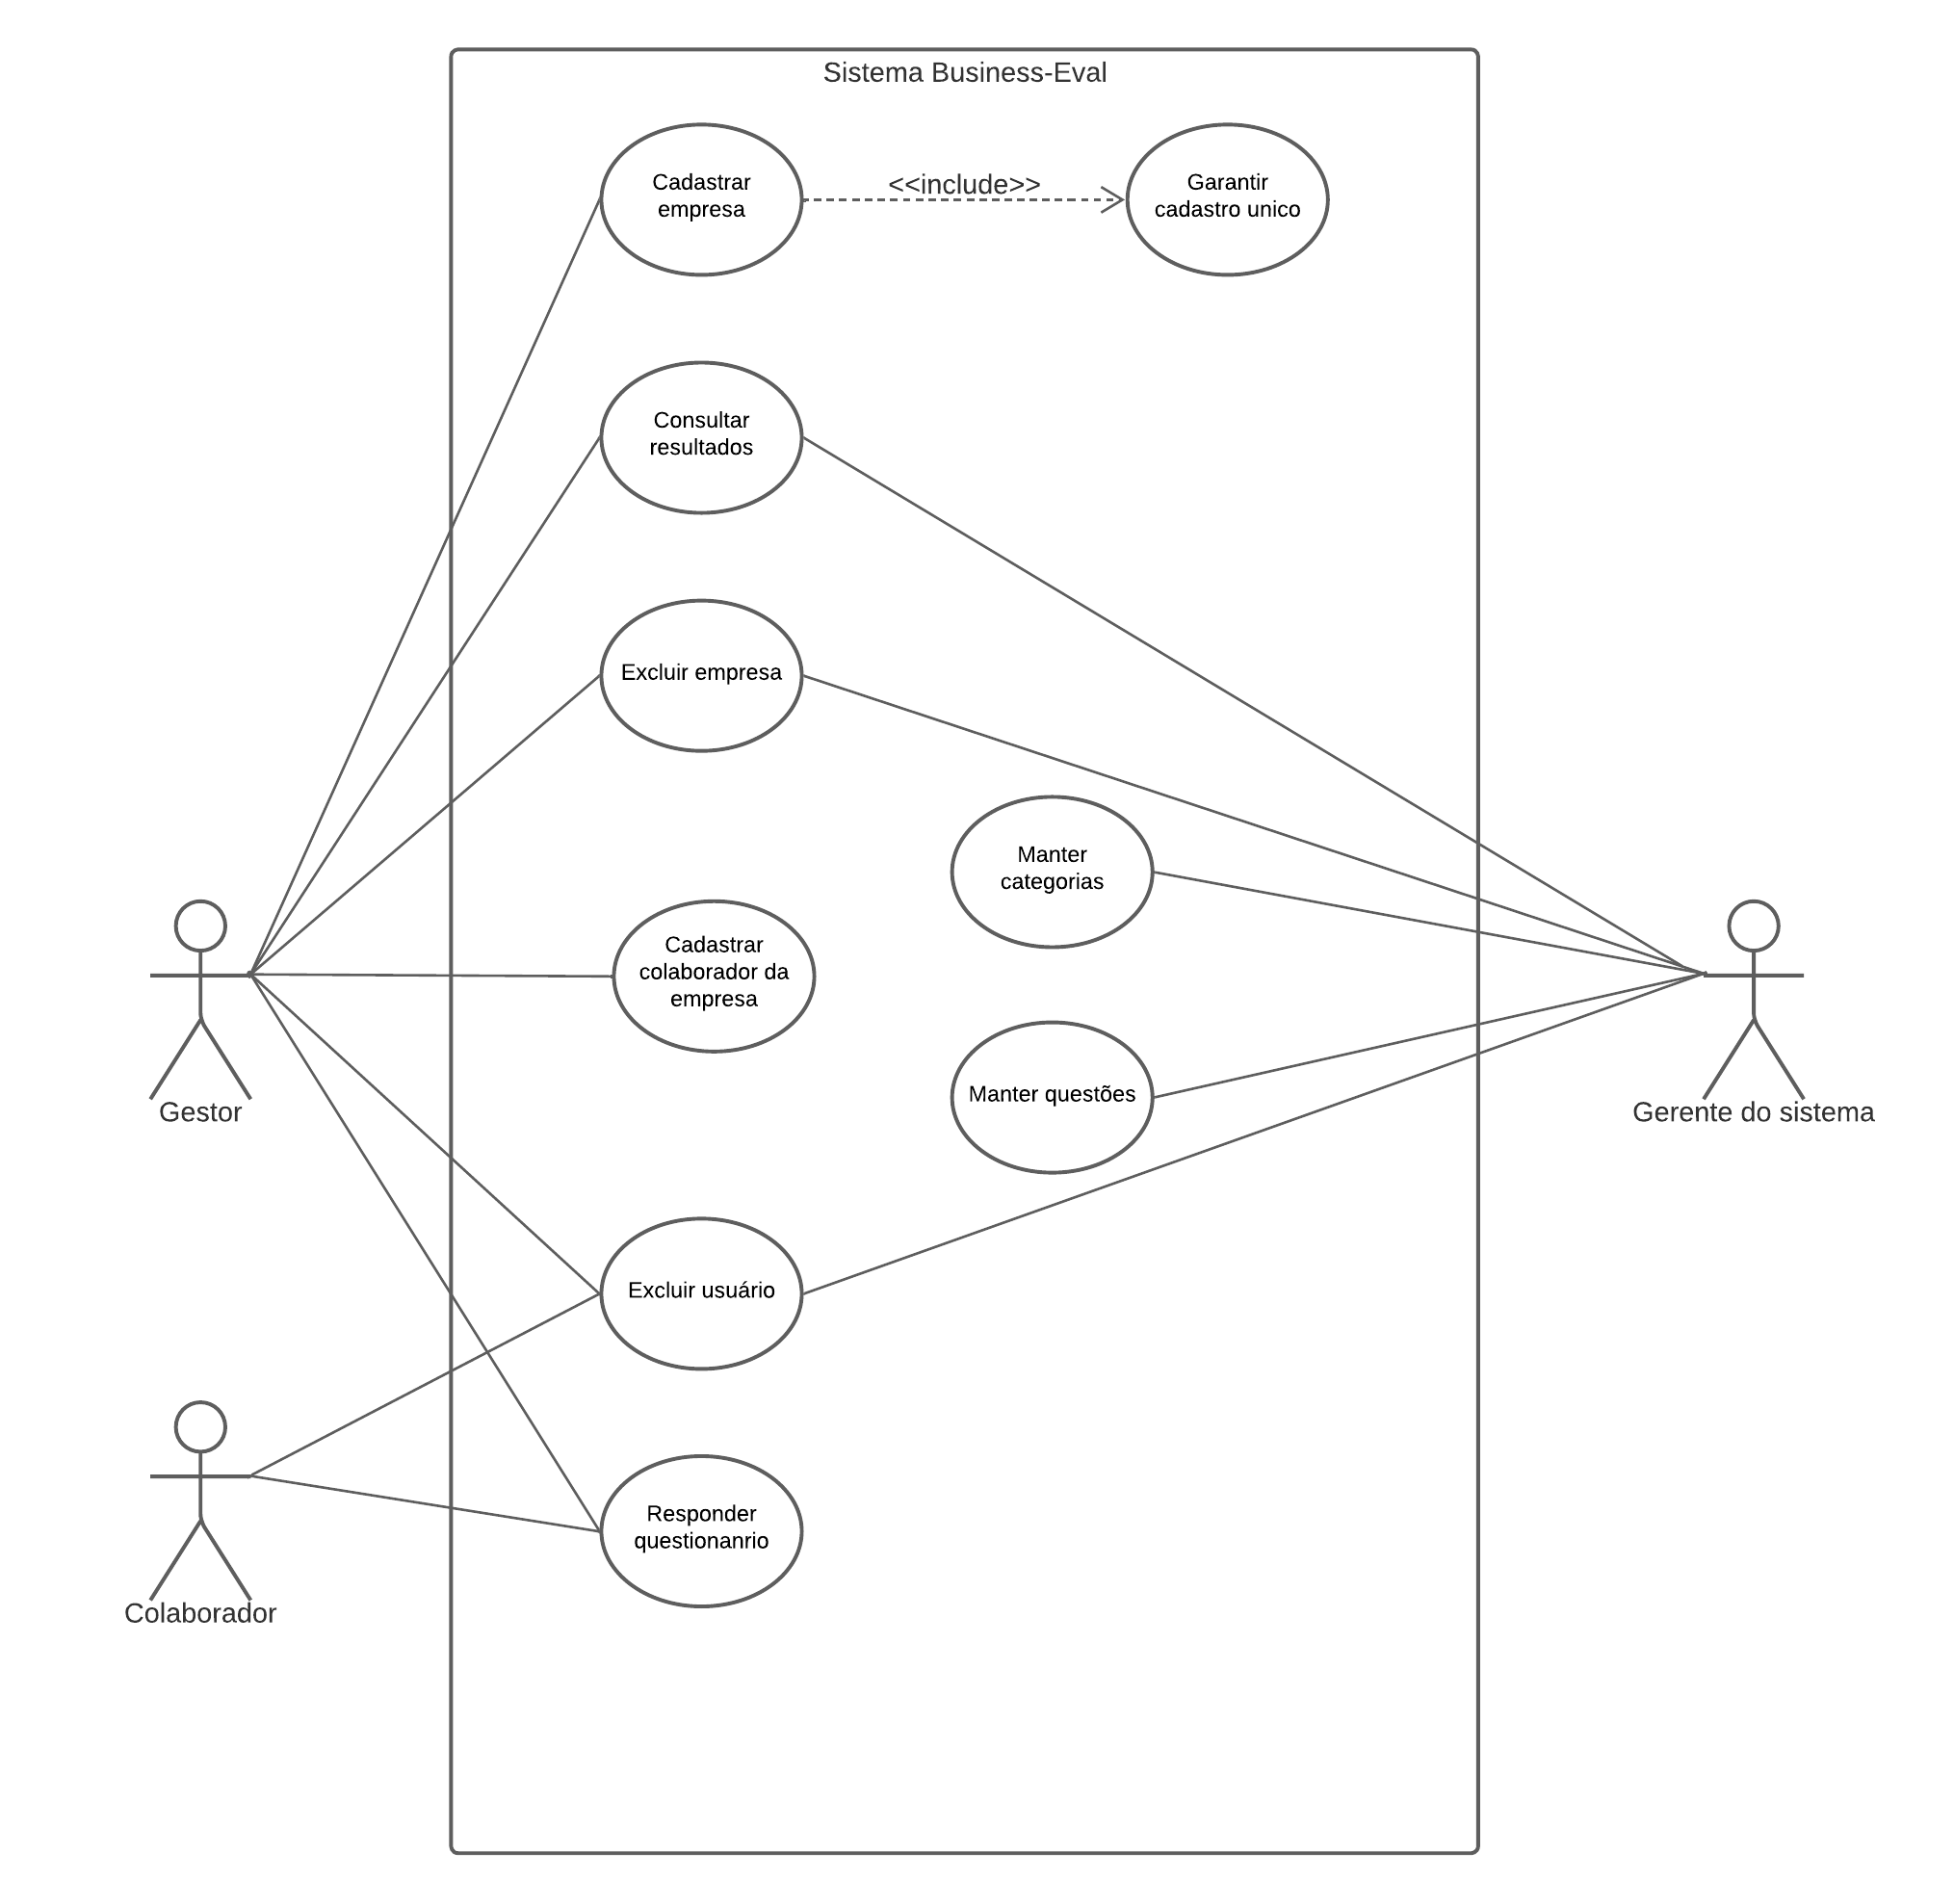 Sistema Business-Eval
Cadastrar
empresa
<<include>>
Garantir
cadastro unico
Consultar
resultados
Excluir empresa
Manter
categorias
Cadastrar
colaborador da
empresa
Manter questões
Gestor
Gerente do sistema
Excluir usuário
Responder
questionanrio
Colaborador